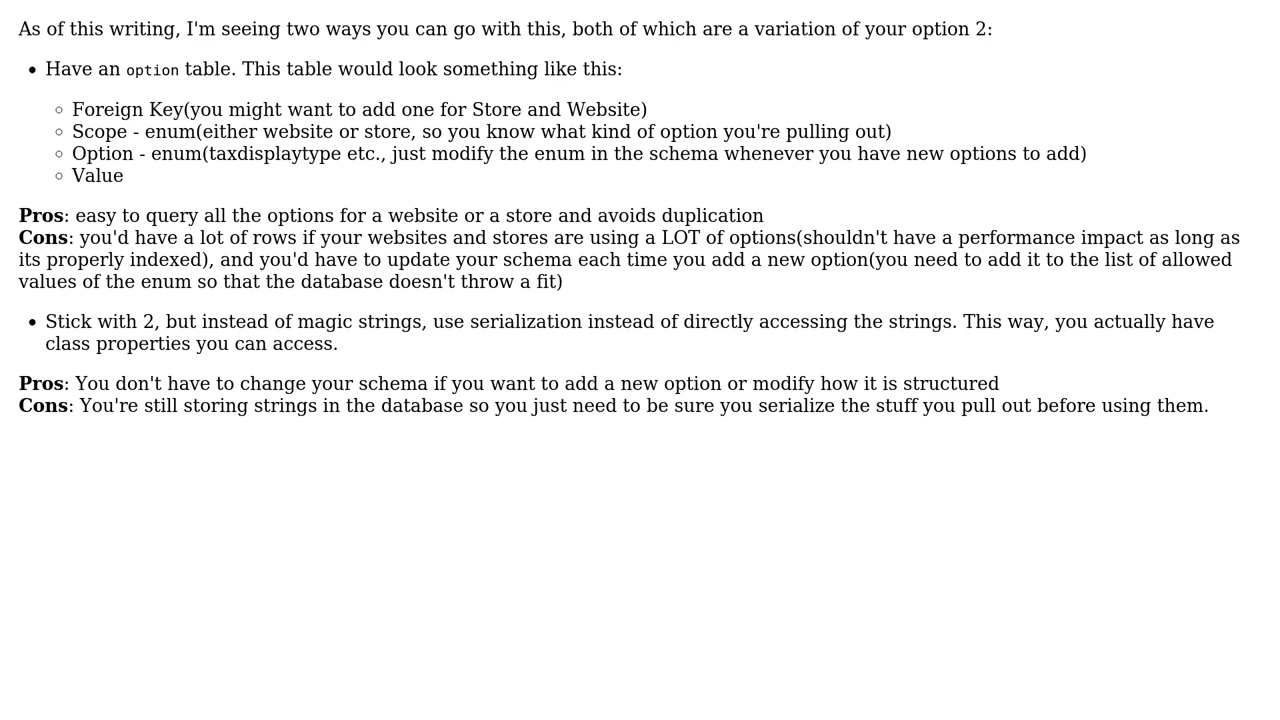 As of this writing, I'm seeing two ways you can go with this, both of which are a variation of your option 2:
• Have an option table. This table would look something like this:
◦ Foreign Key(you might want to add one for Store and Website)
◦ Scope - enum(either website or store, so you know what kind of option you're pulling out)
◦ Option - enum(taxdisplaytype etc., just modify the enum in the schema whenever you have new options to add)
◦ Value
Pros: easy to query all the options for a website or a store and avoids duplication
Cons: you'd have a lot of rows if your websites and stores are using a LOT of options(shouldn't have a performance impact as long as
its properly indexed), and you'd have to update your schema each time you add a new option(you need to add it to the list of allowed
values of the enum so that the database doesn't throw a fit)
• Stick with 2, but instead of magic strings, use serialization instead of directly accessing the strings. This way, you actually have
class properties you can access.
Pros: You don't have to change your schema if you want to add a new option or modify how it is structured
Cons: You're still storing strings in the database so you just need to be sure you serialize the stuff you pull out before using them.